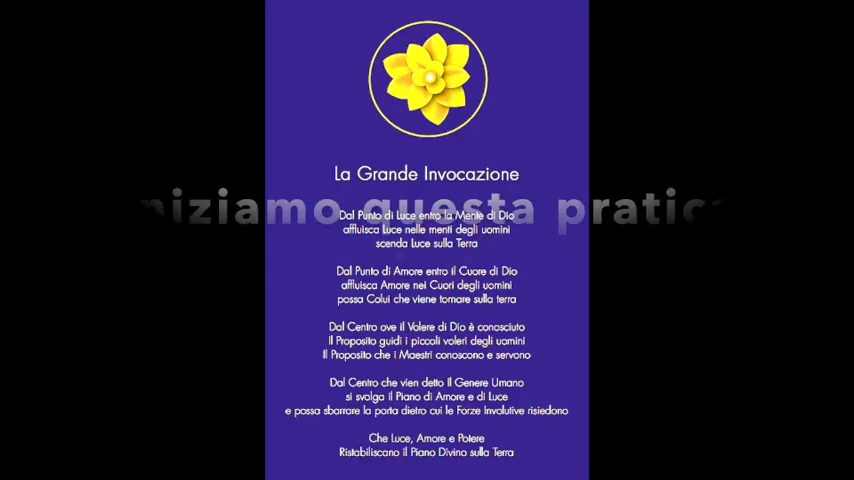 La Grande Invocazione
niziamo questa pratic
Dal Punto di Luce entro la Mente di Dio
affluisca Luce nelle menti degli uomini
scenda Luce sulla Terra
Dal Punto di Amore entro il Cuore di Dio
affluisca Amore nei Cuori degli uomini
possa Colui che viene tornare sulla terra
Dal Centro ove il Volere di Dio è conosciuto
Il Proposito guidi i piccoli voleri degli uomini
Il Proposito che i Maestri conoscono e servono
Dal Centro che vien detto Il Genere Umano
si svolga il Piano di Amore e di Luce
e possa sbarrare la porta dietro cui le Forze Involutive risiedono
Che Luce, Amore e Potere
Ristabiliscano il Piano Divino sulla Terra